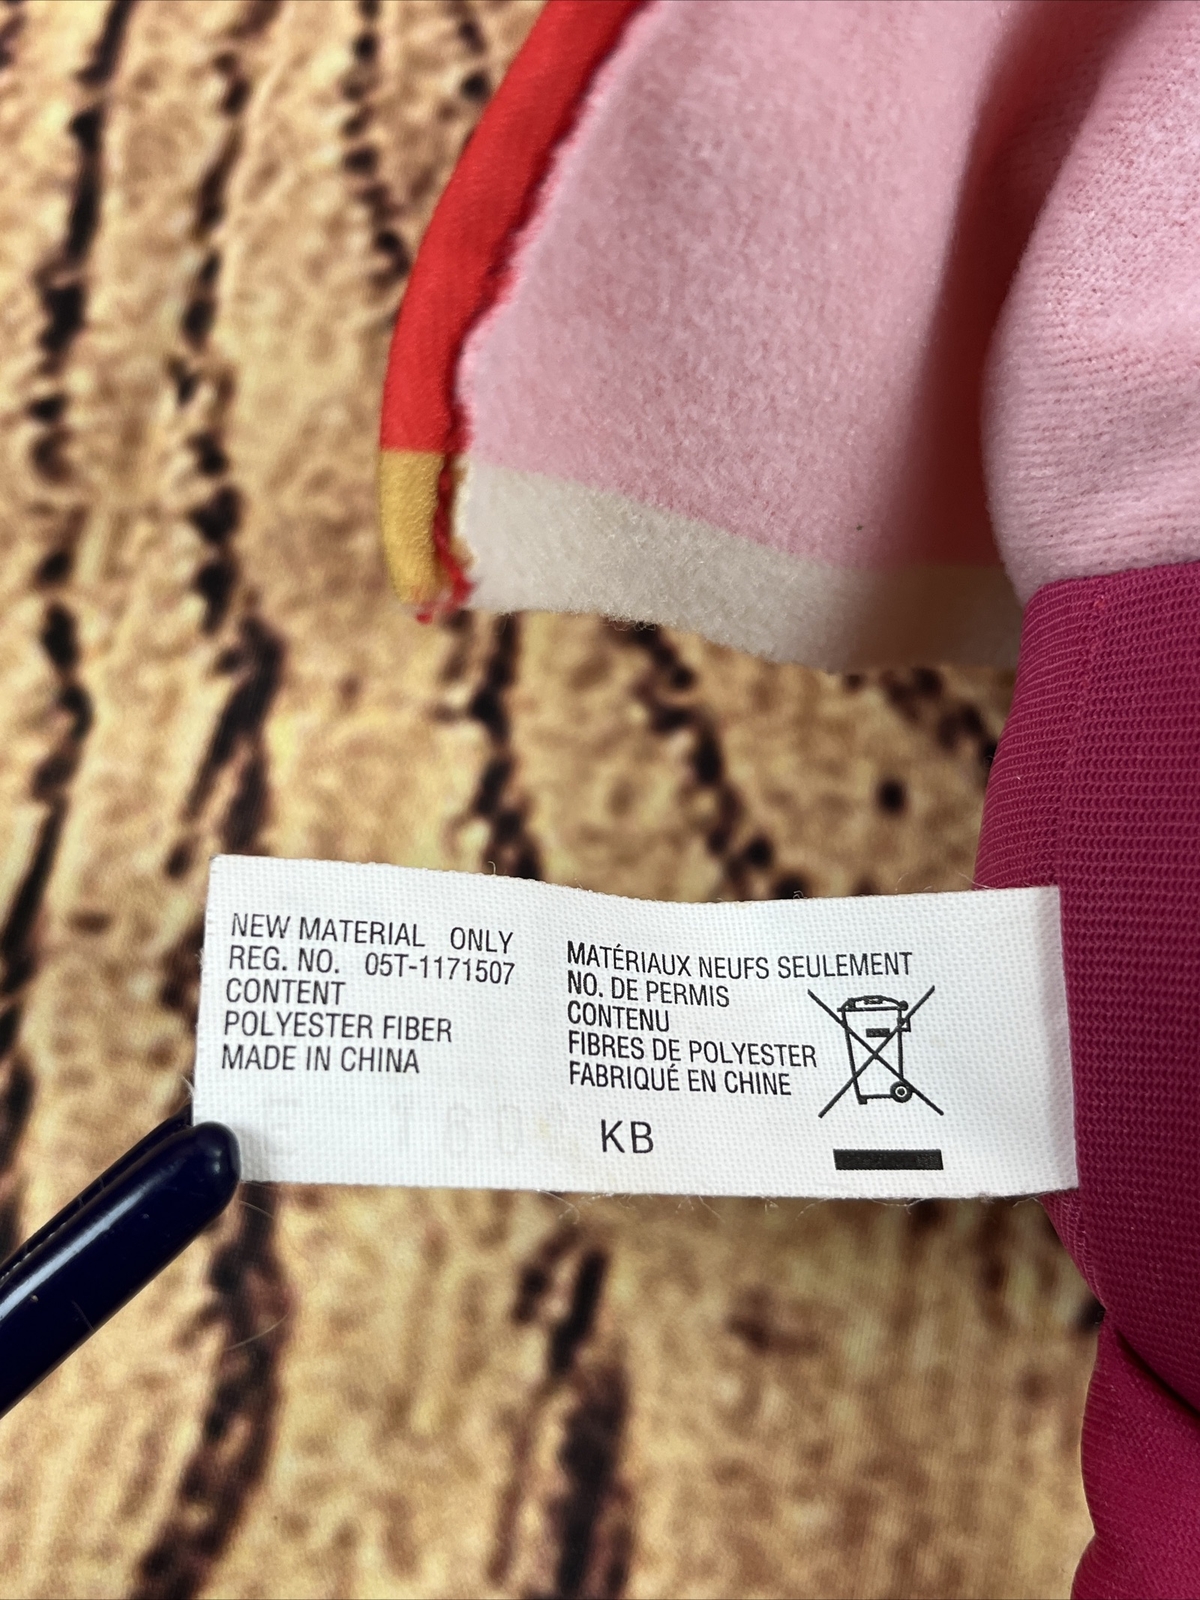 NEW MATERIAL ONLY
REG. NO. 05T-1171507
CONTENT
POLYESTER FIBER
MADE IN CHINA
MATÉRIAUX NEUFS SEULEMENT
NO. DE PERMIS
CONTENU
FIBRES DE POLYESTER
FABRIQUÉ EN CHINE
KB